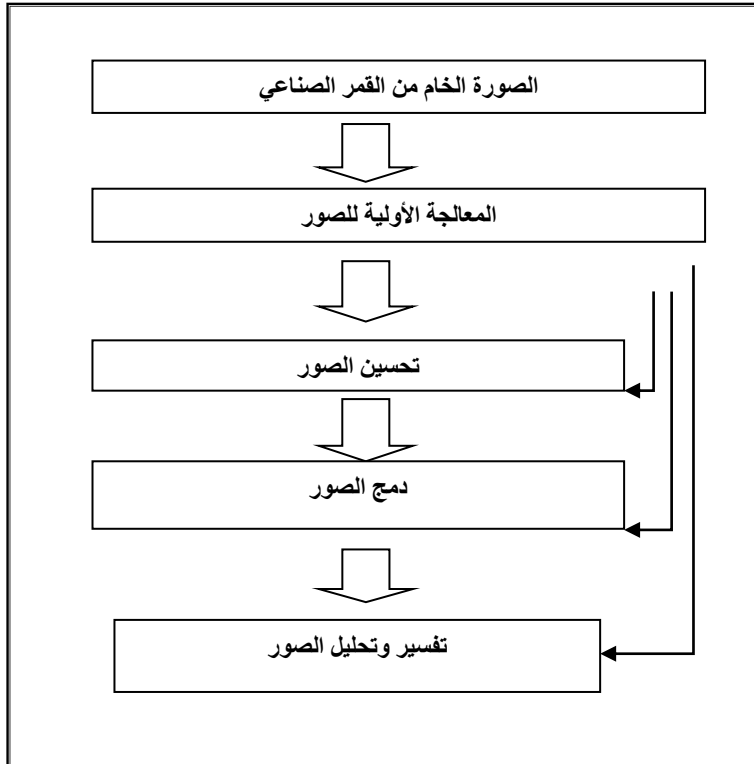 الصورة الخام من القمر الصناعي
المعالجة الأولية للصور
تحسين الصور
دمج الصور
تفسير وتحليل الصور